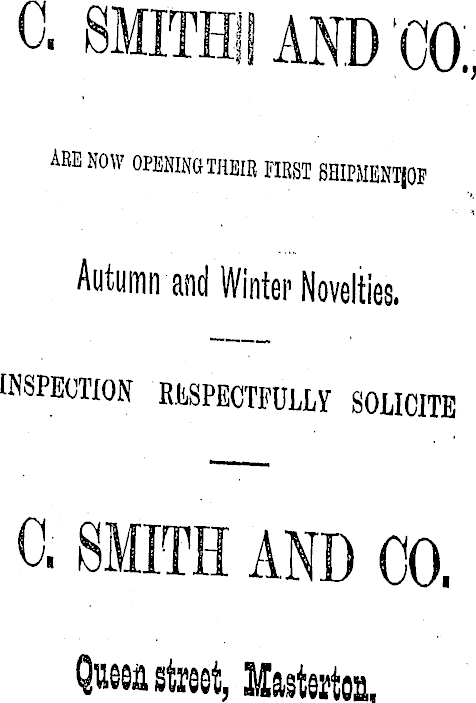 C. SMITH AND CO.,
ARE NOW OPENING THEIR FIRST SHIPMENT OF
Autumn and Winter Novelties.
INSPECTION RESPECTFULLY SOLICITE
C. SMITH AND CO.
Queen street, Masterton.